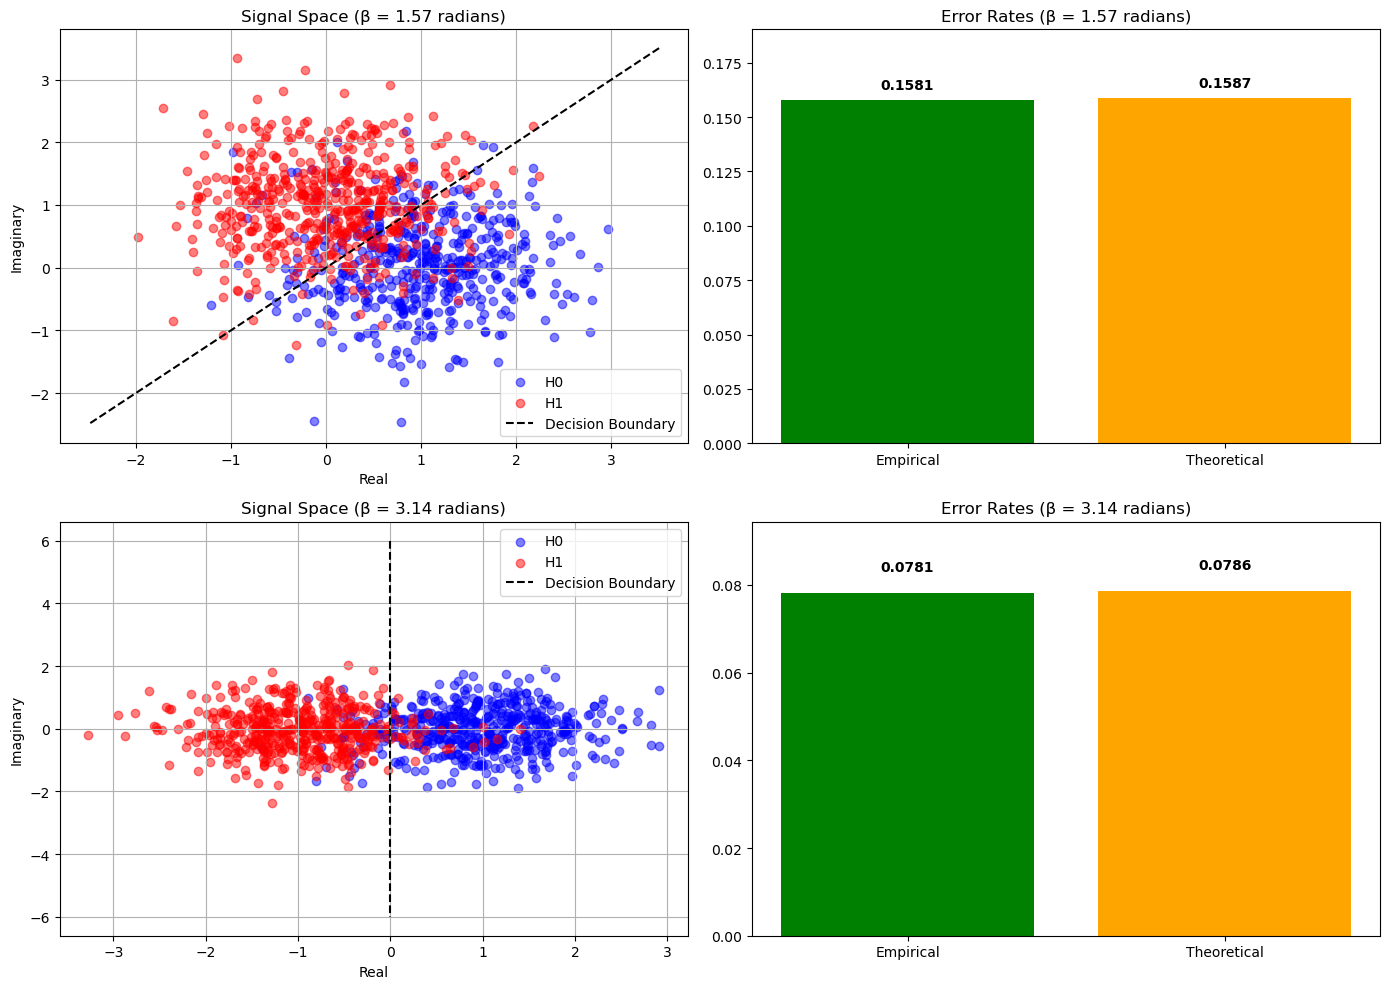 Signal Space (β = 1.57 radians)
3
2
1
0
−1
−2
Imaginary
−2
−1
0
1
2
3
Real
H0
H1
Decision Boundary
Error Rates (β = 1.57 radians)
0.175
0.150
0.125
0.100
0.075
0.050
0.025
0.000
0.1581
0.1587
Empirical
Theoretical
Signal Space (β = 3.14 radians)
6
4
2
0
−2
−4
−6
Imaginary
−3
−2
−1
0
1
2
3
Real
H0
H1
Decision Boundary
Error Rates (β = 3.14 radians)
0.08
0.06
0.04
0.02
0.00
0.0781
0.0786
Empirical
Theoretical